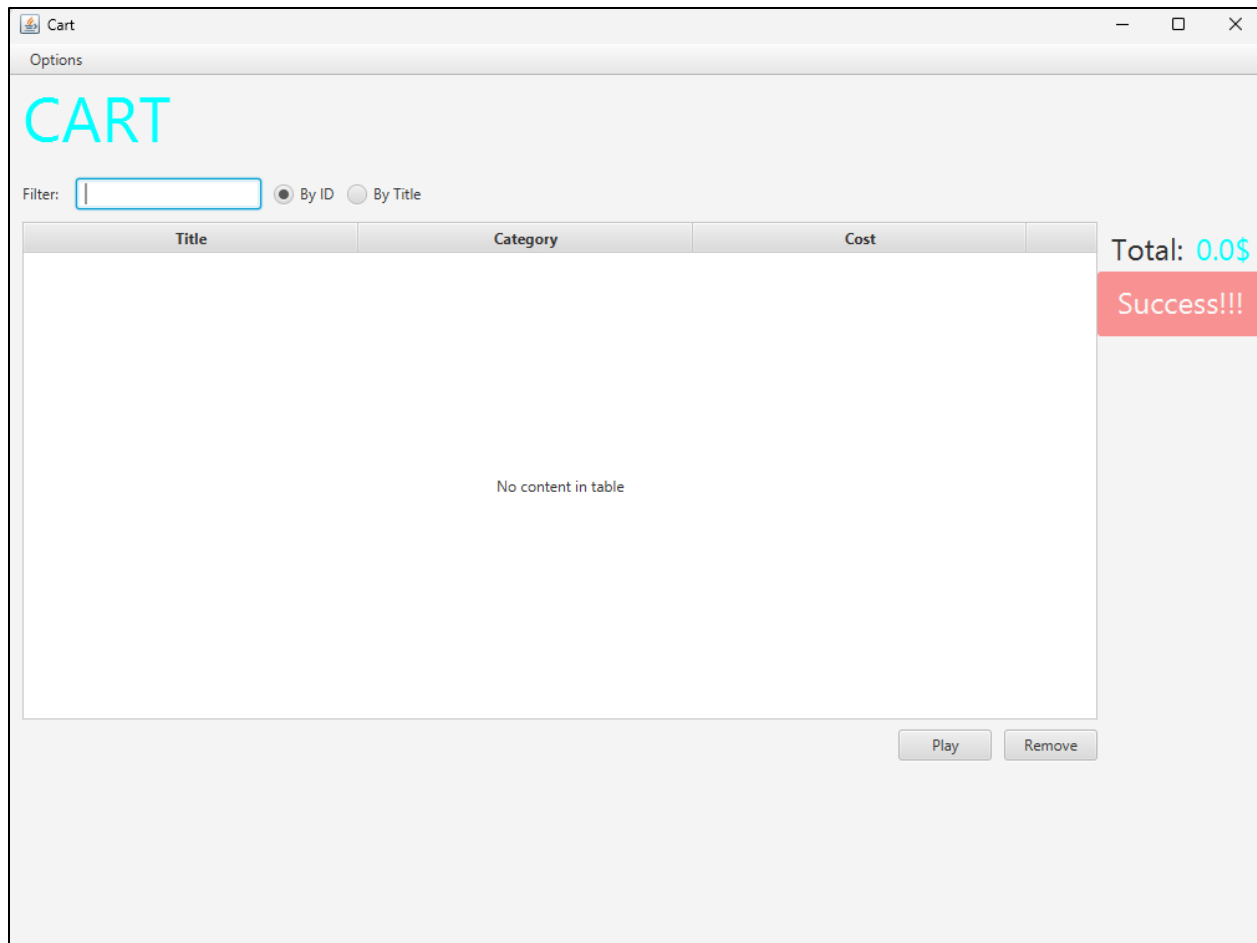 Cart
Options
CART
Filter: By ID By Title
Title Category Cost
Total: 0.0$
Success!!!
No content in table
Play Remove